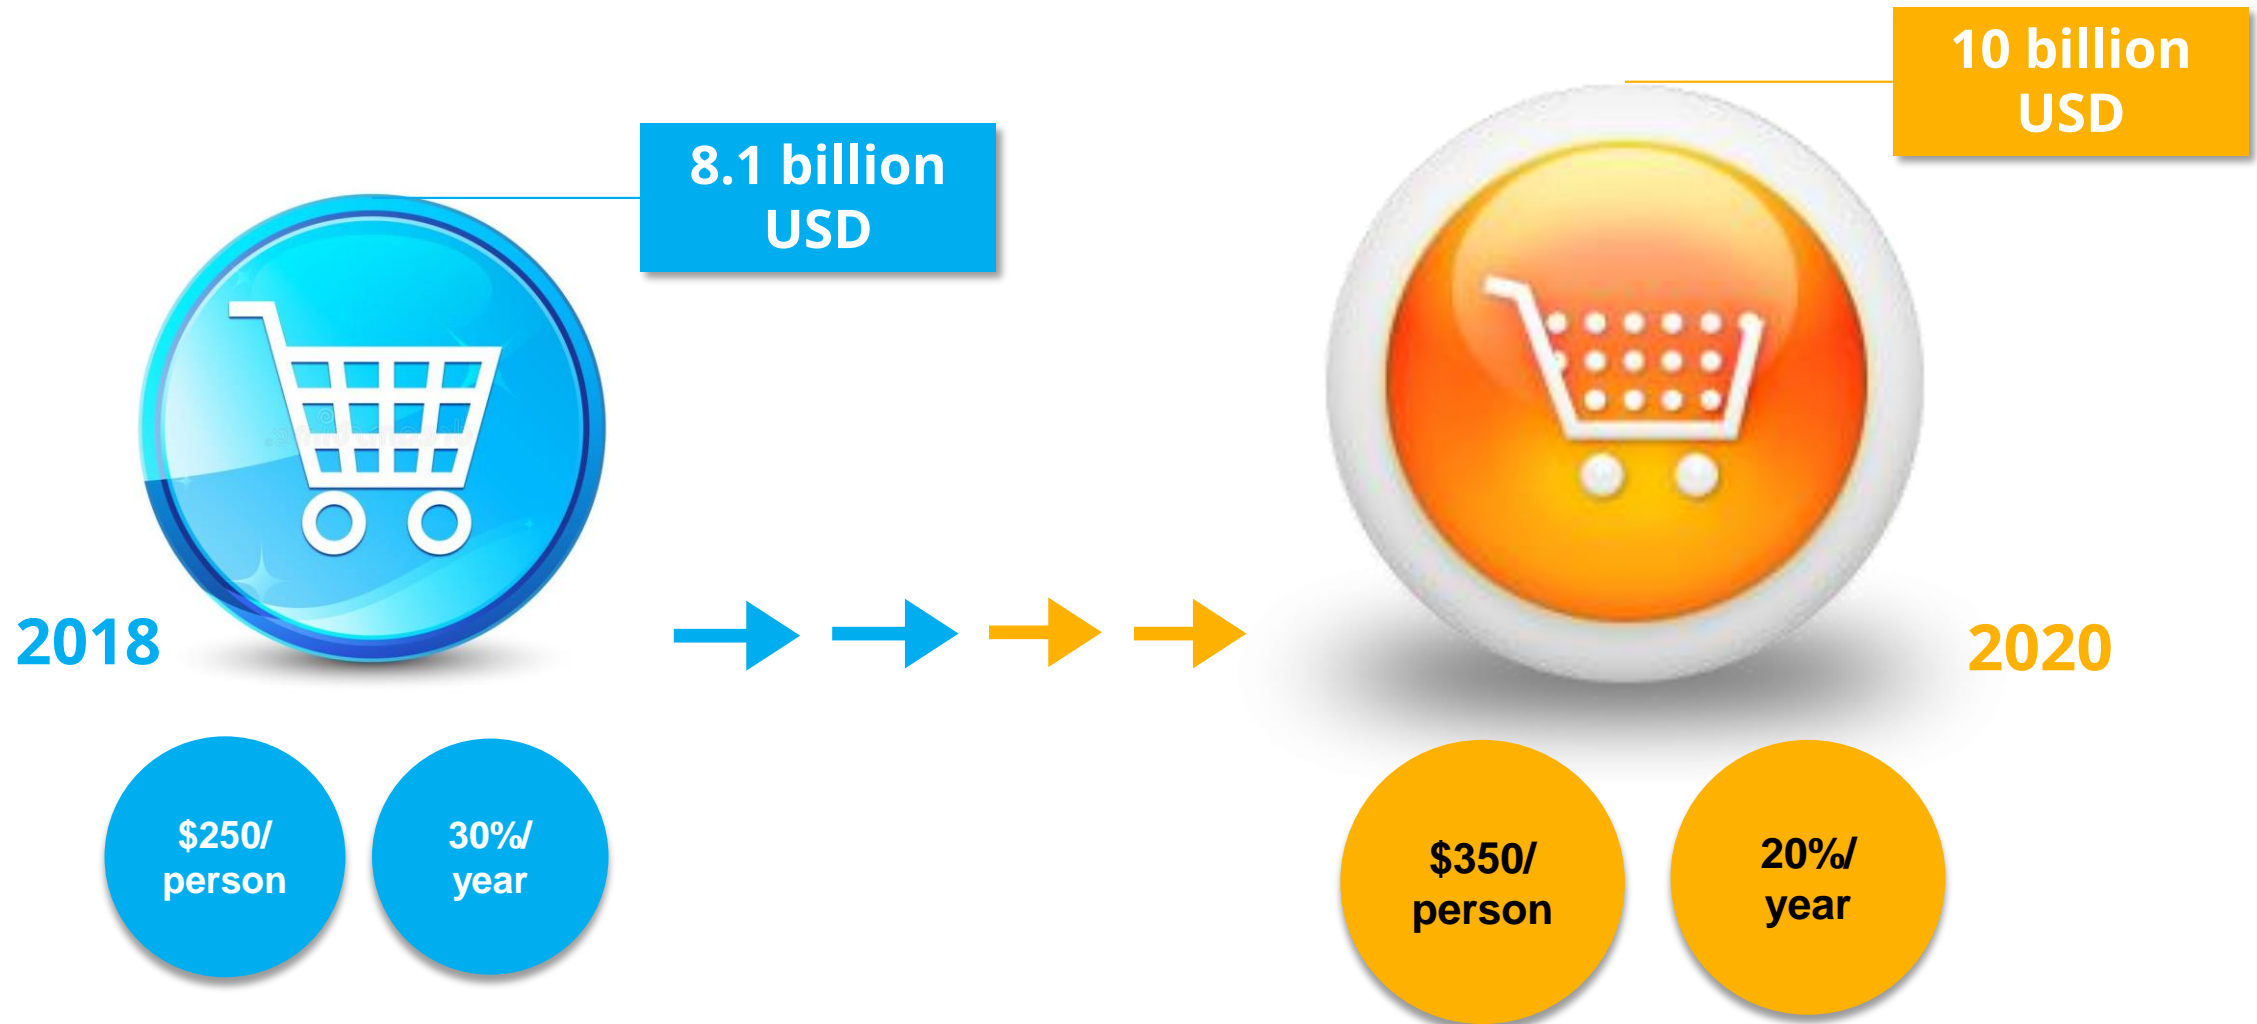 10 billion
USD
8.1 billion
USD
2018
2020
$250/
person
30%/
year
$350/
person
20%/
year